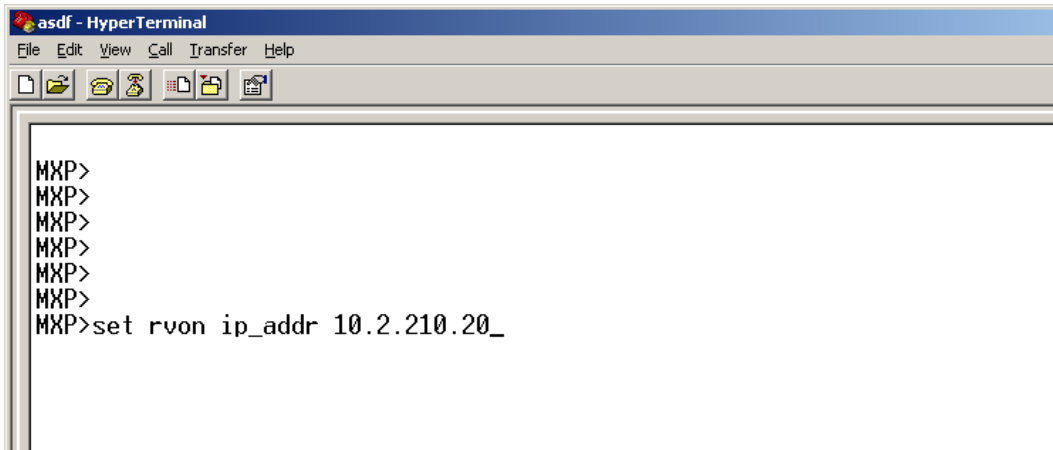 asdf - HyperTerminal
File Edit View Call Transfer Help
MXP>
MXP>
MXP>
MXP>
MXP>
MXP>
MXP>set rvon ip_addr 10.2.210.20_